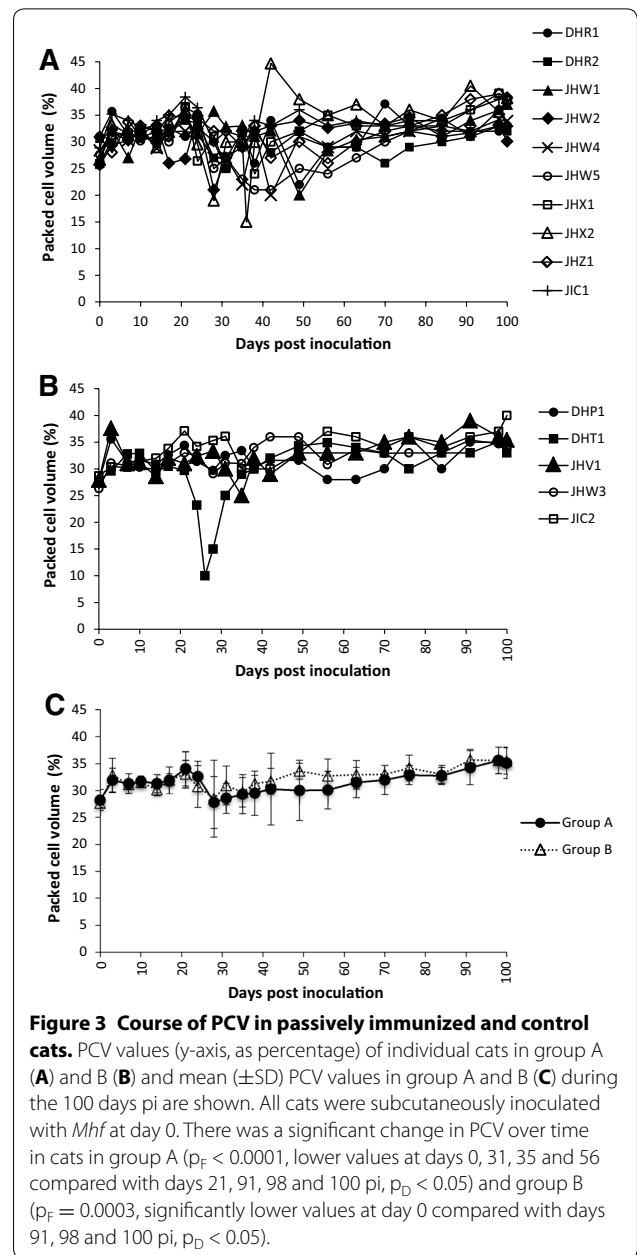 A
Packed cell volume (%)
45
40
35
30
25
20
15
10
5
0
0 10 20 30 40 50 60 70 80 90 100
Days post inoculation
DHR1
DHR2
JHW1
JHW2
JHW4
JHW5
JHX1
JHX2
JHZ1
JIC1
B
Packed cell volume (%)
45
40
35
30
25
20
15
10
5
0
0 10 20 30 40 50 60 70 80 90 100
Days post inoculation
DHP1
DHT1
JHV1
JHW3
JIC2
C
Packed cell volume (%)
45
40
35
30
25
20
15
10
5
0
0 10 20 30 40 50 60 70 80 90 100
Days post inoculation
Group A
Group B
Figure 3 Course of PCV in passively immunized and control
cats. PCV values (y-axis, as percentage) of individual cats in group A
(A) and B (B) and mean (±SD) PCV values in group A and B (C) during
the 100 days pi are shown. All cats were subcutaneously inoculated
with Mhf at day 0. There was a significant change in PCV over time
in cats in group A (pF < 0.0001, lower values at days 0, 31, 35 and 56
compared with days 21, 91, 98 and 100 pi, pD < 0.05) and group B
(pF = 0.0003, significantly lower values at day 0 compared with days
91, 98 and 100 pi, pD < 0.05).